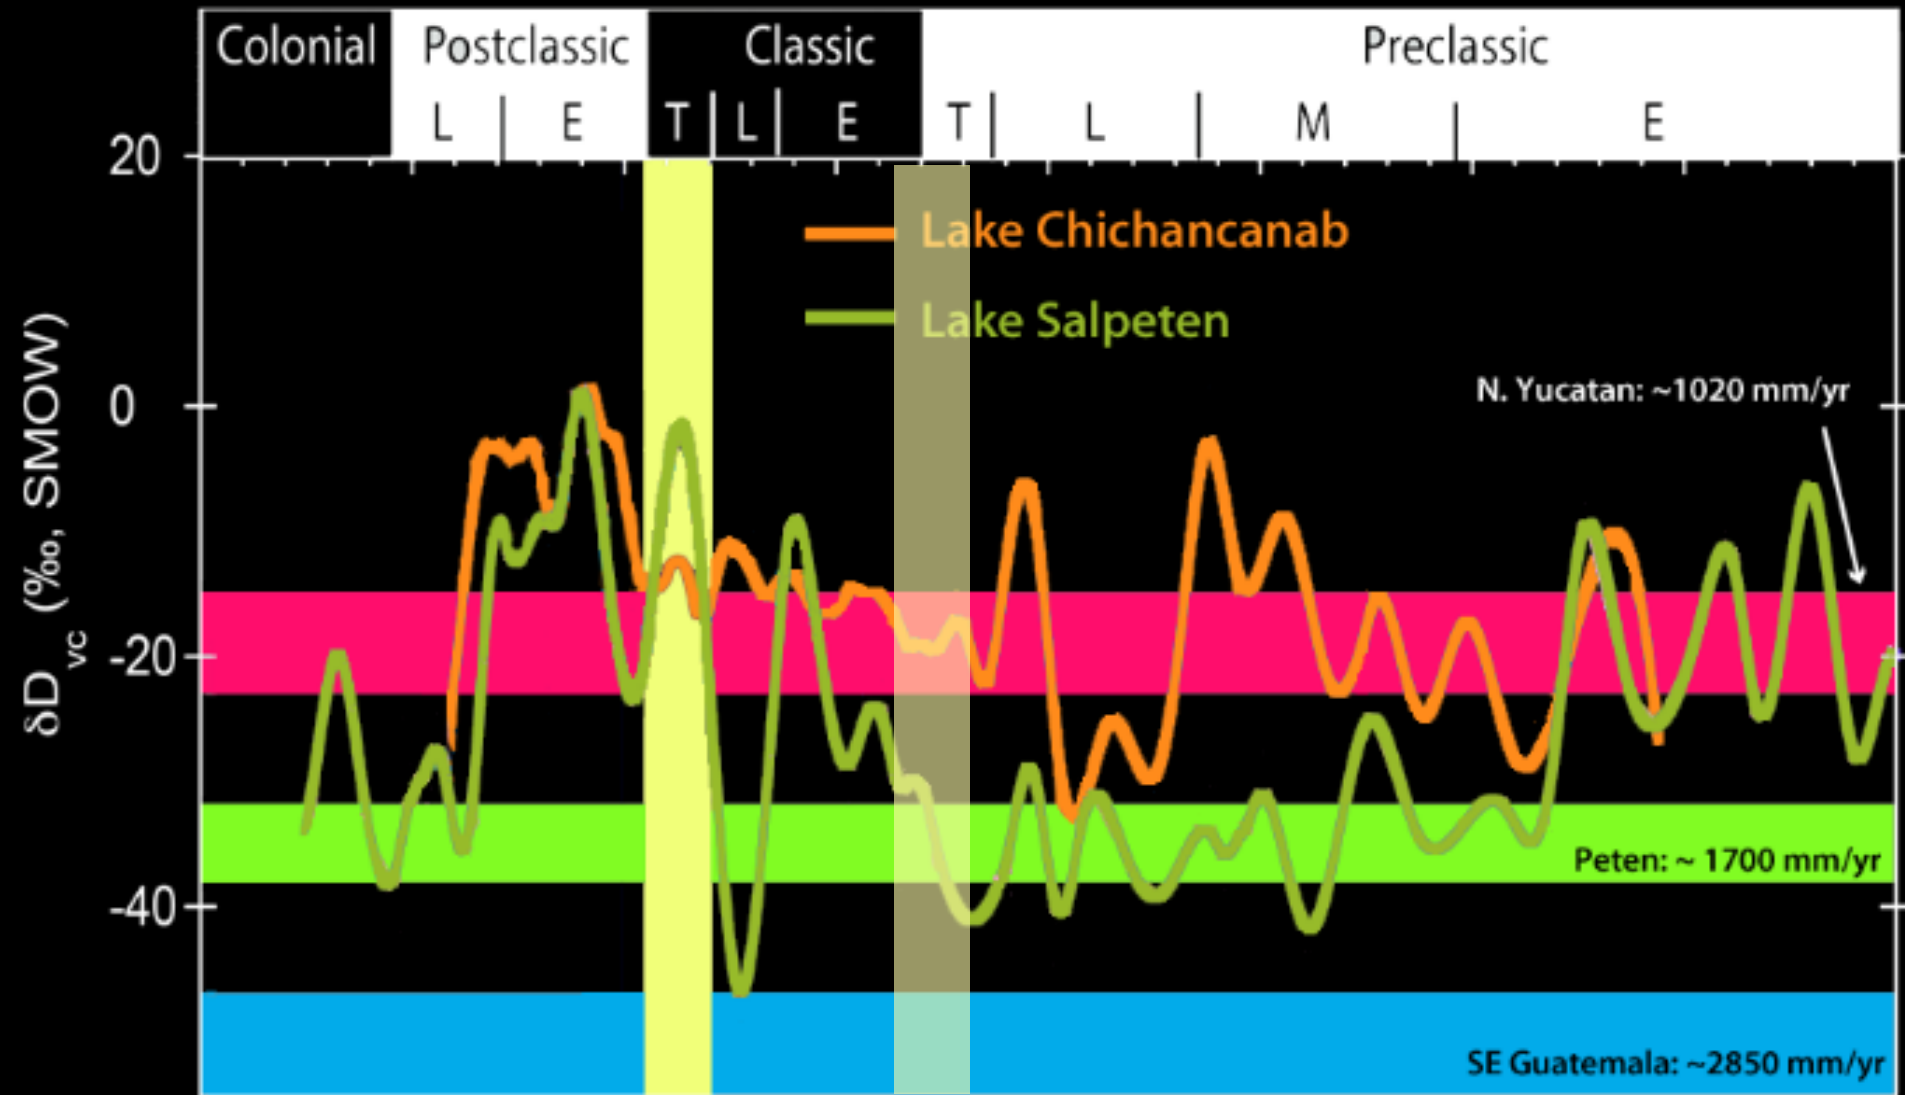 Colonial Postclassic Classic Preclassic
L | E T | L | E T | L | M | E
20
Lake Chichancanab
Lake Salpeten
N. Yucatan: ~1020 mm/yr
0
-20
Peten: ~ 1700 mm/yr
-40
SE Guatemala: ~2850 mm/yr
δDvc (‰, SMOW)